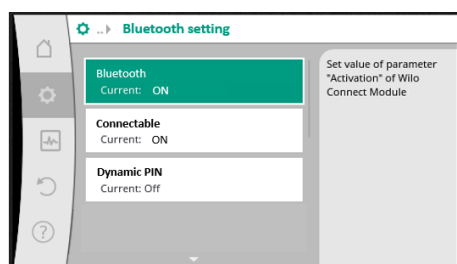 ..▸ Bluetooth setting
Bluetooth
Current: ON
Connectable
Current: ON
Dynamic PIN
Current: Off
Set value of parameter
"Activation" of Wilo
Connect Module
?